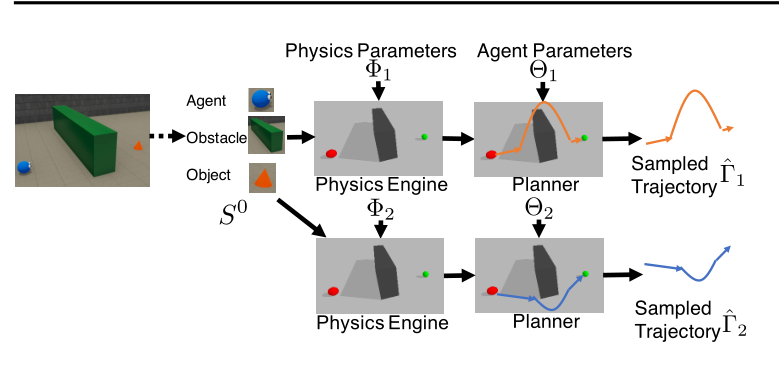 Physics Parameters
Φ₁
Agent Parameters
Θ₁
Agent
Obstacle
Object
S⁰
Physics Engine
Planner
Sampled
Trajectory Γ̂₁
Φ₂
Θ₂
Physics Engine
Planner
Sampled
Trajectory Γ̂₂